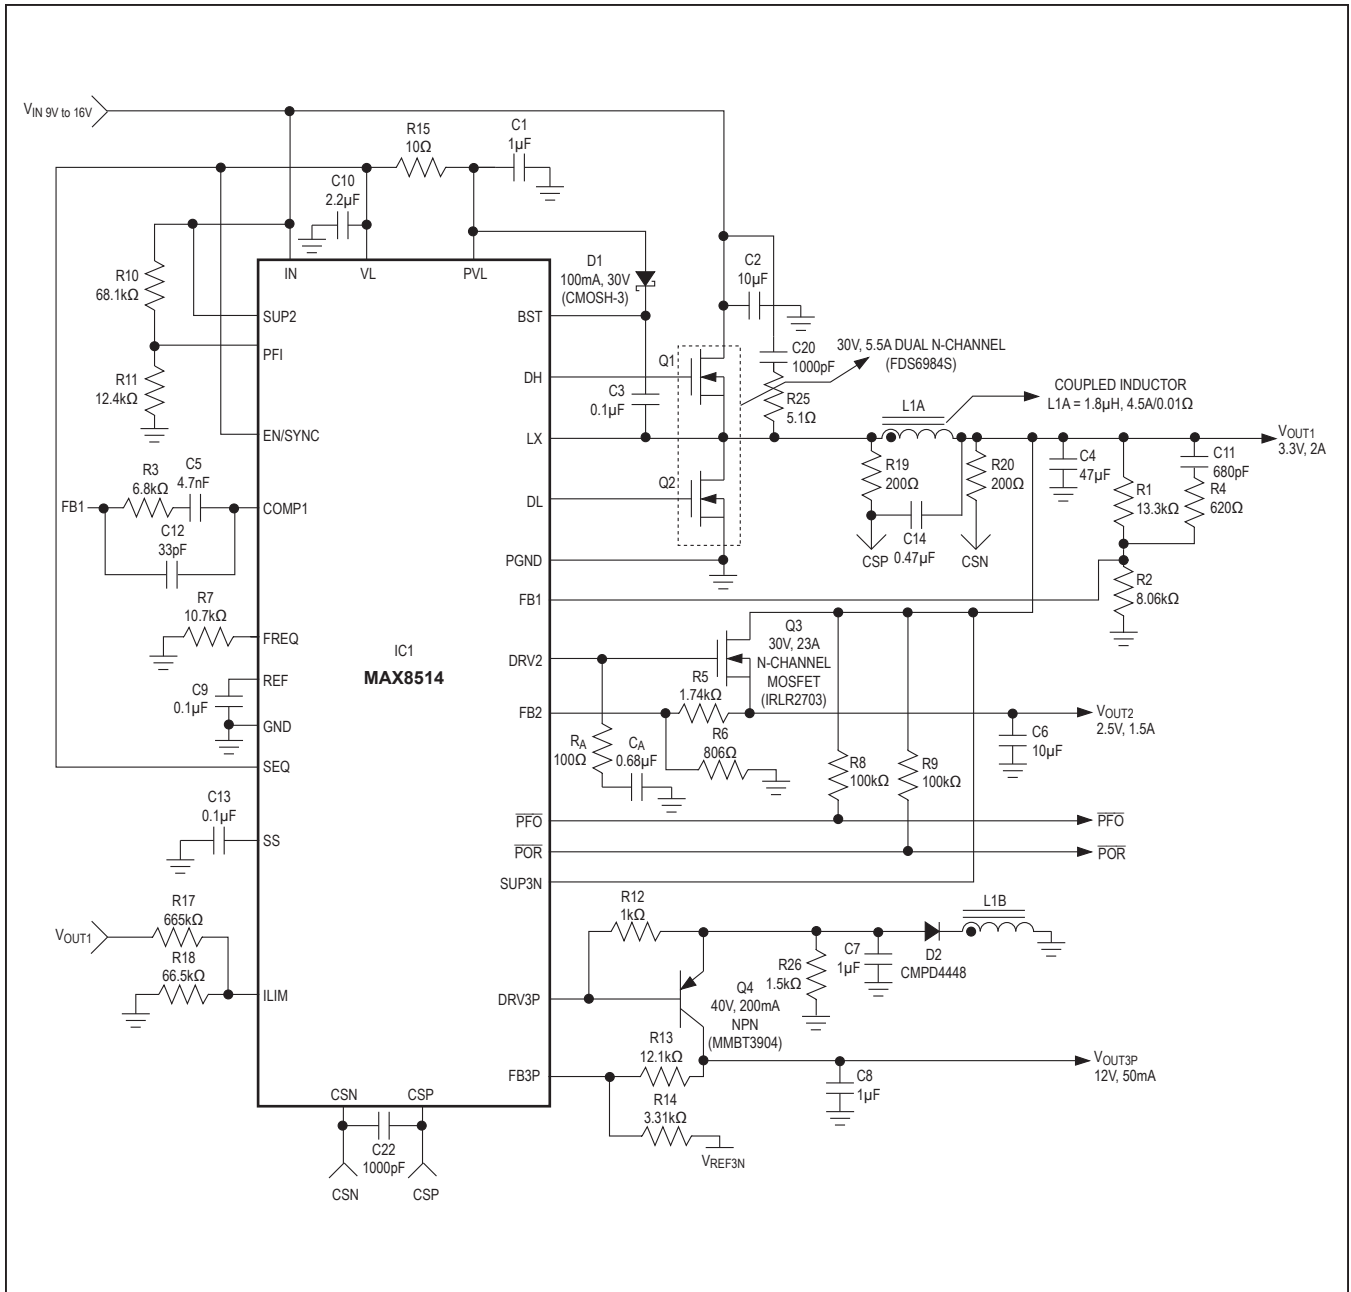 V_IN 9V to 16V
R15
10Ω
C1
1µF
C10
2.2µF
R10
68.1kΩ
IN
VL
PVL
D1
100mA, 30V
(CMOSH-3)
C2
10µF
SUP2
BST
PFI
R11
12.4kΩ
Q1
C20
1000pF
30V, 5.5A DUAL N-CHANNEL
(FDS6984S)
DH
C3
0.1µF
R25
5.1Ω
L1A
COUPLED INDUCTOR
L1A = 1.8µH, 4.5A/0.01Ω
EN/SYNC
LX
V_OUT1
3.3V, 2A
R3
6.8kΩ
C5
4.7nF
Q2
R19
200Ω
R20
200Ω
C4
47µF
C11
680pF
R1
13.3kΩ
R4
620Ω
FB1
COMP1
DL
C12
33pF
C14
0.47µF
CSP
CSN
PGND
R7
10.7kΩ
FB1
R2
8.06kΩ
FREQ
IC1
MAX8514
DRV2
Q3
30V, 23A
N-CHANNEL
MOSFET
(IRLR2703)
REF
C9
0.1µF
R5
1.74kΩ
FB2
V_OUT2
2.5V, 1.5A
GND
R_A
100Ω
C_A
0.68µF
R6
806Ω
C6
10µF
SEQ
R8
100kΩ
R9
100kΩ
C13
0.1µF
PFO
PFO
SS
POR
POR
SUP3N
R17
665kΩ
R12
1kΩ
L1B
V_OUT1
R18
66.5kΩ
C7
1µF
D2
CMPD4448
R26
1.5kΩ
ILIM
DRV3P
Q4
40V, 200mA
NPN
(MMBT3904)
R13
12.1kΩ
V_OUT3P
12V, 50mA
FB3P
C8
1µF
CSN
CSP
R14
3.31kΩ
C22
1000pF
V_REF3N
CSN
CSP